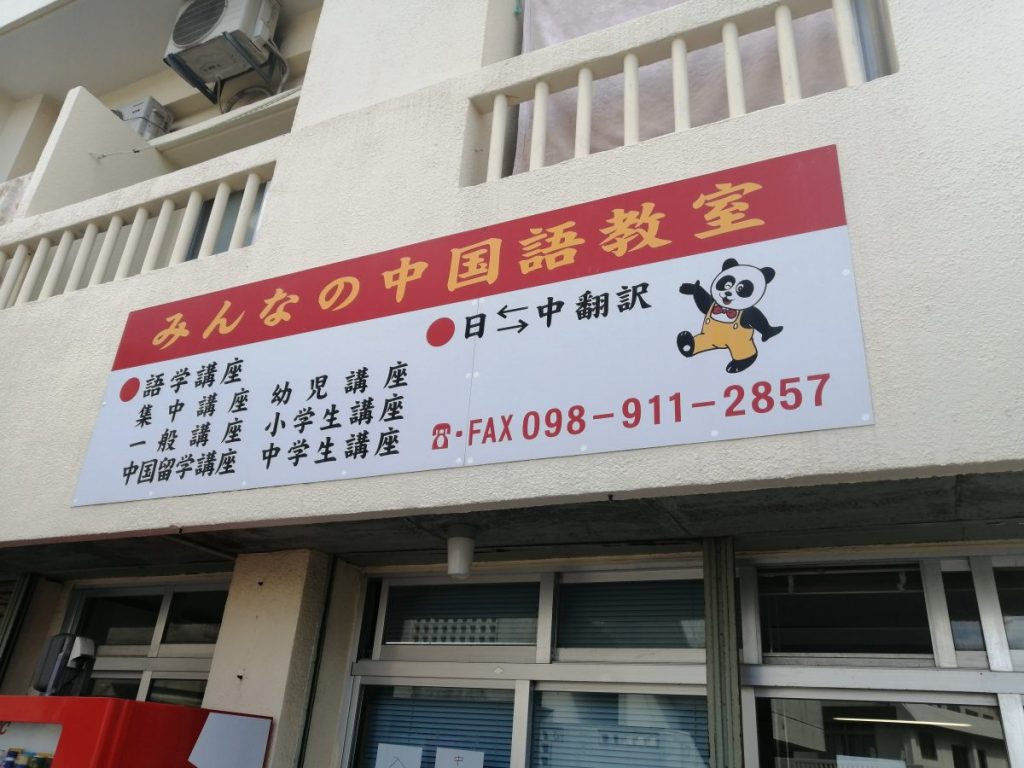 みんなの中国語教室
●語学講座
集中講座
一般講座
中国留学講座
幼児講座
小学生講座
中学生講座
●日⇆中翻訳
☎・FAX 098-911-2857
中